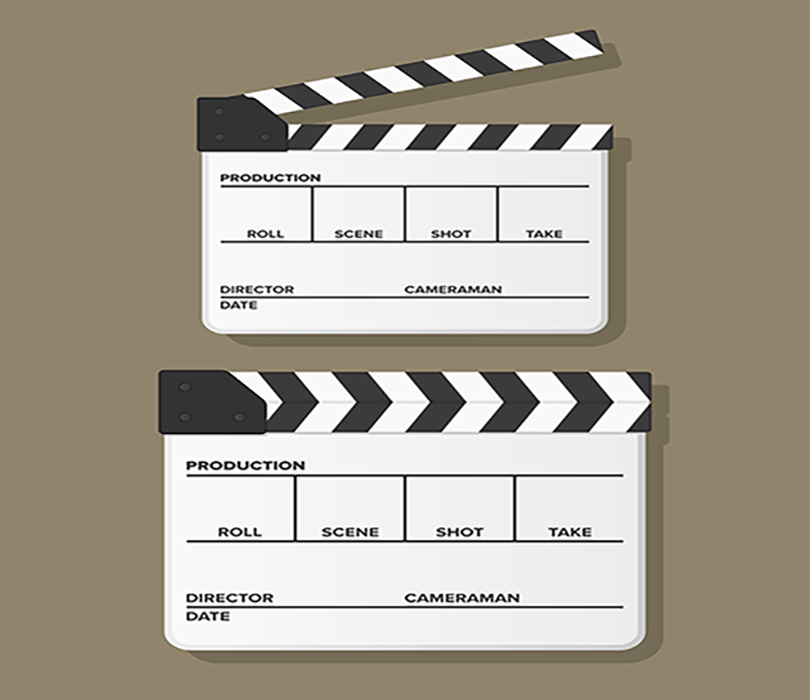 PRODUCTION
ROLL SCENE SHOT TAKE
DIRECTOR CAMERAMAN
DATE
PRODUCTION
ROLL SCENE SHOT TAKE
DIRECTOR CAMERAMAN
DATE